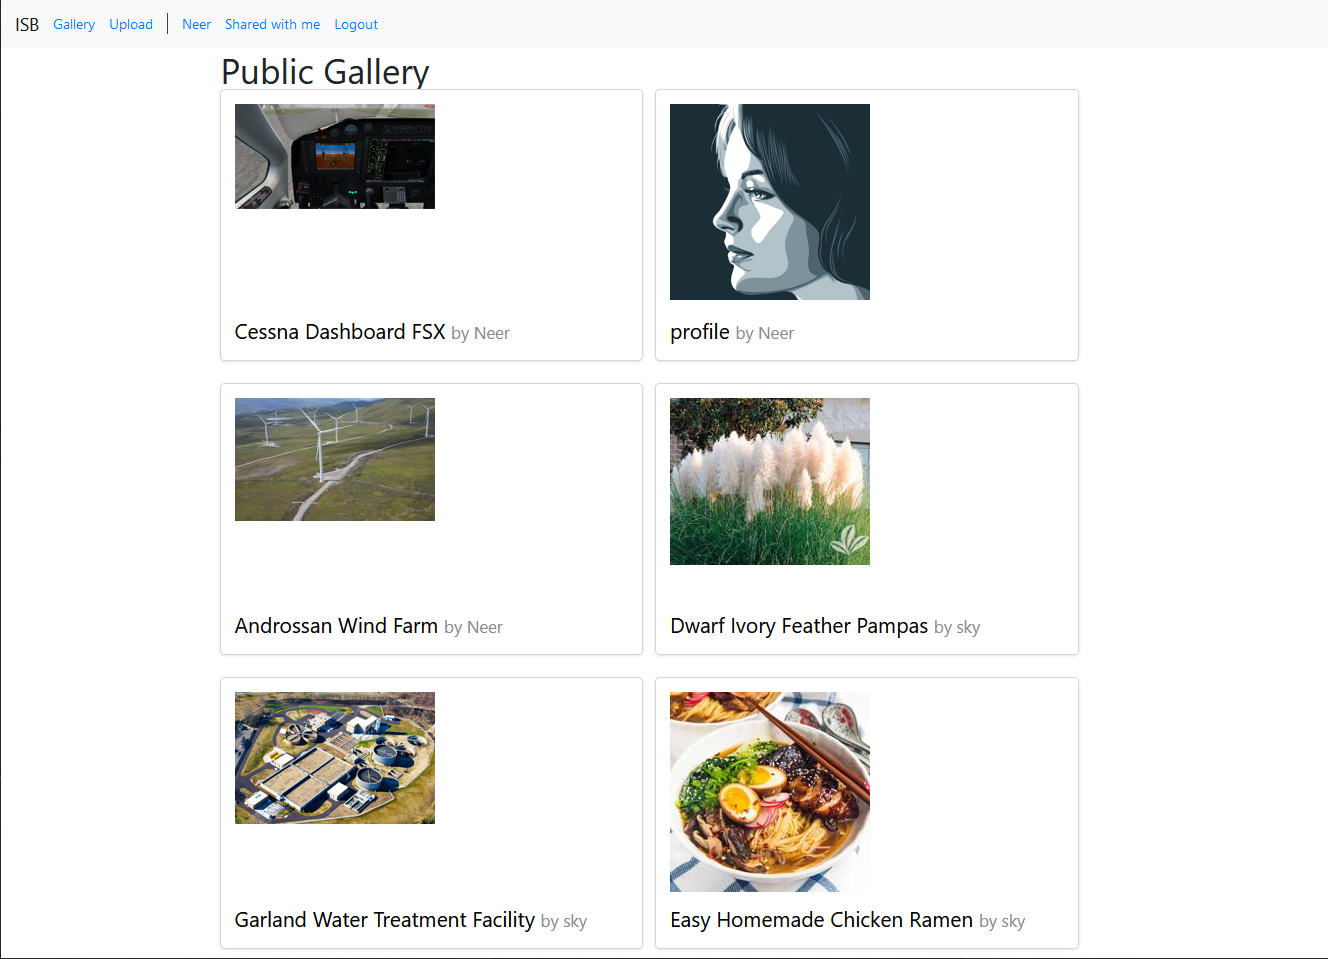 ISB Gallery Upload Neer Shared with me Logout
Public Gallery
Cessna Dashboard FSX by Neer
profile by Neer
Androssan Wind Farm by Neer
Dwarf Ivory Feather Pampas by sky
Garland Water Treatment Facility by sky
Easy Homemade Chicken Ramen by sky